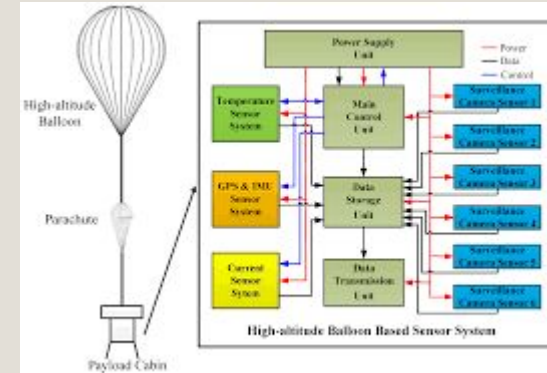 High-altitude
Balloon
Parachute
Payload Cabin
Power Supply
Unit
Power
Data
Control
Temperature
Sensor
System
Main
Control
Unit
GPS & IMU
Sensor
System
Data
Storage
Unit
Current
Sensor
Sytem
Data
Transmission
Unit
Surveillance
Camera Sensor 1
Surveillance
Camera Sensor 2
Surveillance
Camera Sensor 3
Surveillance
Camera Sensor 4
Surveillance
Camera Sensor 5
Surveillance
Camera Sensor 6
High-altitude Balloon Based Sensor System